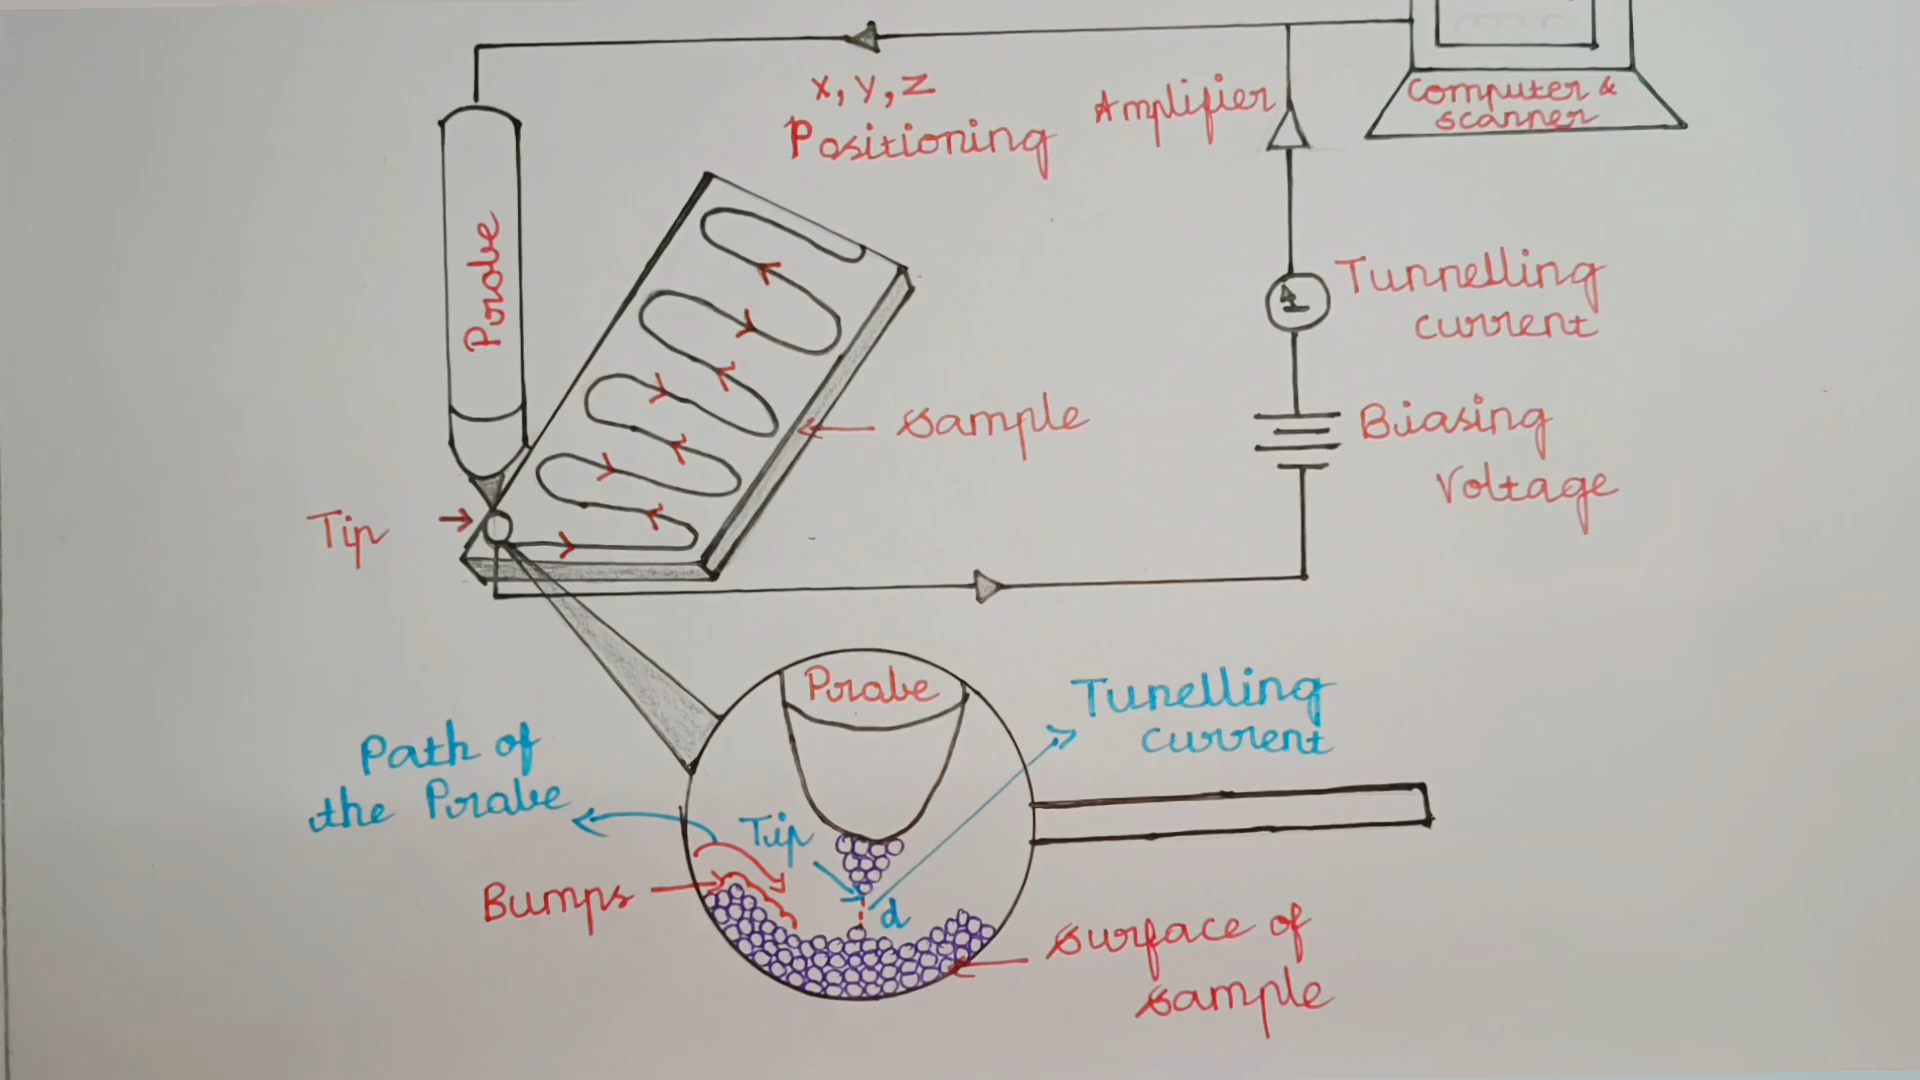 Computer &
scanner
x, y, z
Positioning
Amplifier
Probe
Tunnelling
current
sample
Biasing
Voltage
Tip
Probe
Tunelling
current
Path of
the Probe
Tip
Bumps
d
surface of
sample